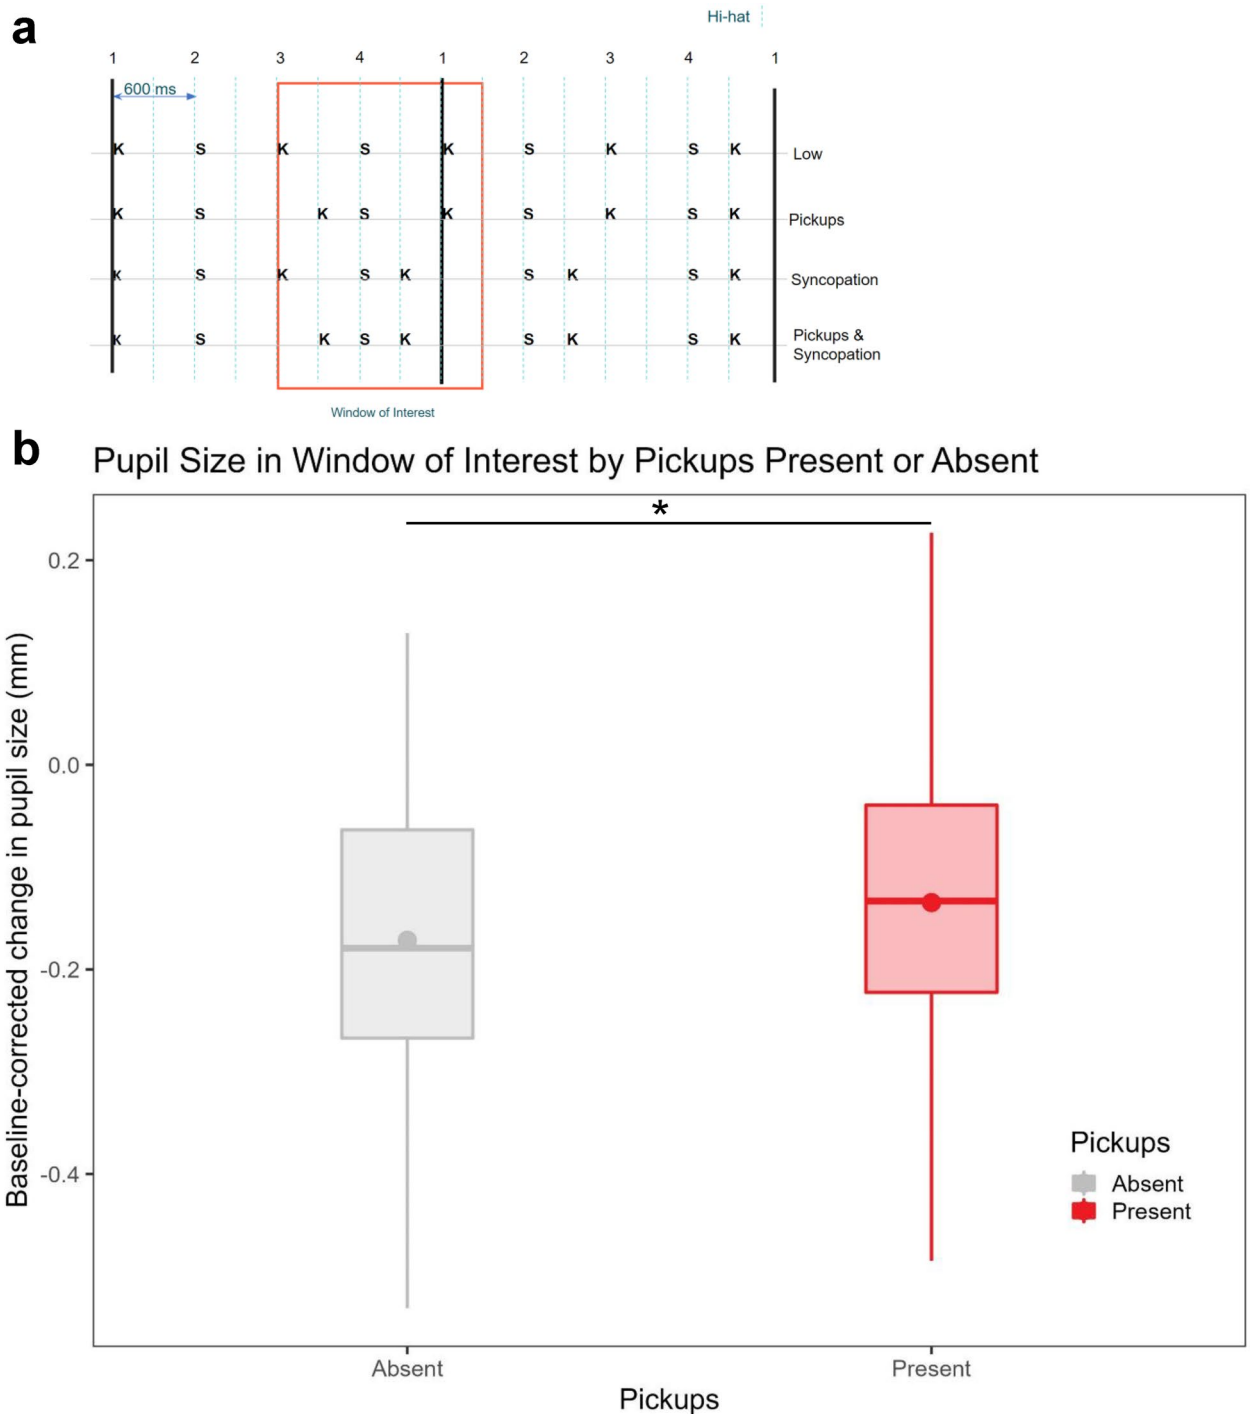 a
Hi-hat
1 2 3 4 1 2 3 4 1
600 ms
K S K S K S K S K Low
K S K S K S K S K Pickups
K S K S K S K S K Syncopation
K S K S K S K S K Pickups &
Syncopation
Window of Interest
b
Pupil Size in Window of Interest by Pickups Present or Absent
*
Baseline-corrected change in pupil size (mm)
0.2
0.0
-0.2
-0.4
Pickups
Absent
Present
Absent Present
Pickups